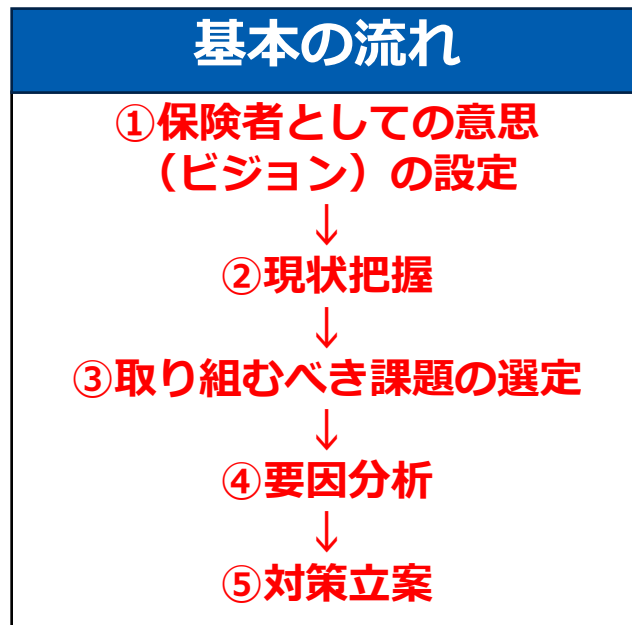 基本の流れ
①保険者としての意思
（ビジョン）の設定
↓
②現状把握
↓
③取り組むべき課題の選定
↓
④要因分析
↓
⑤対策立案